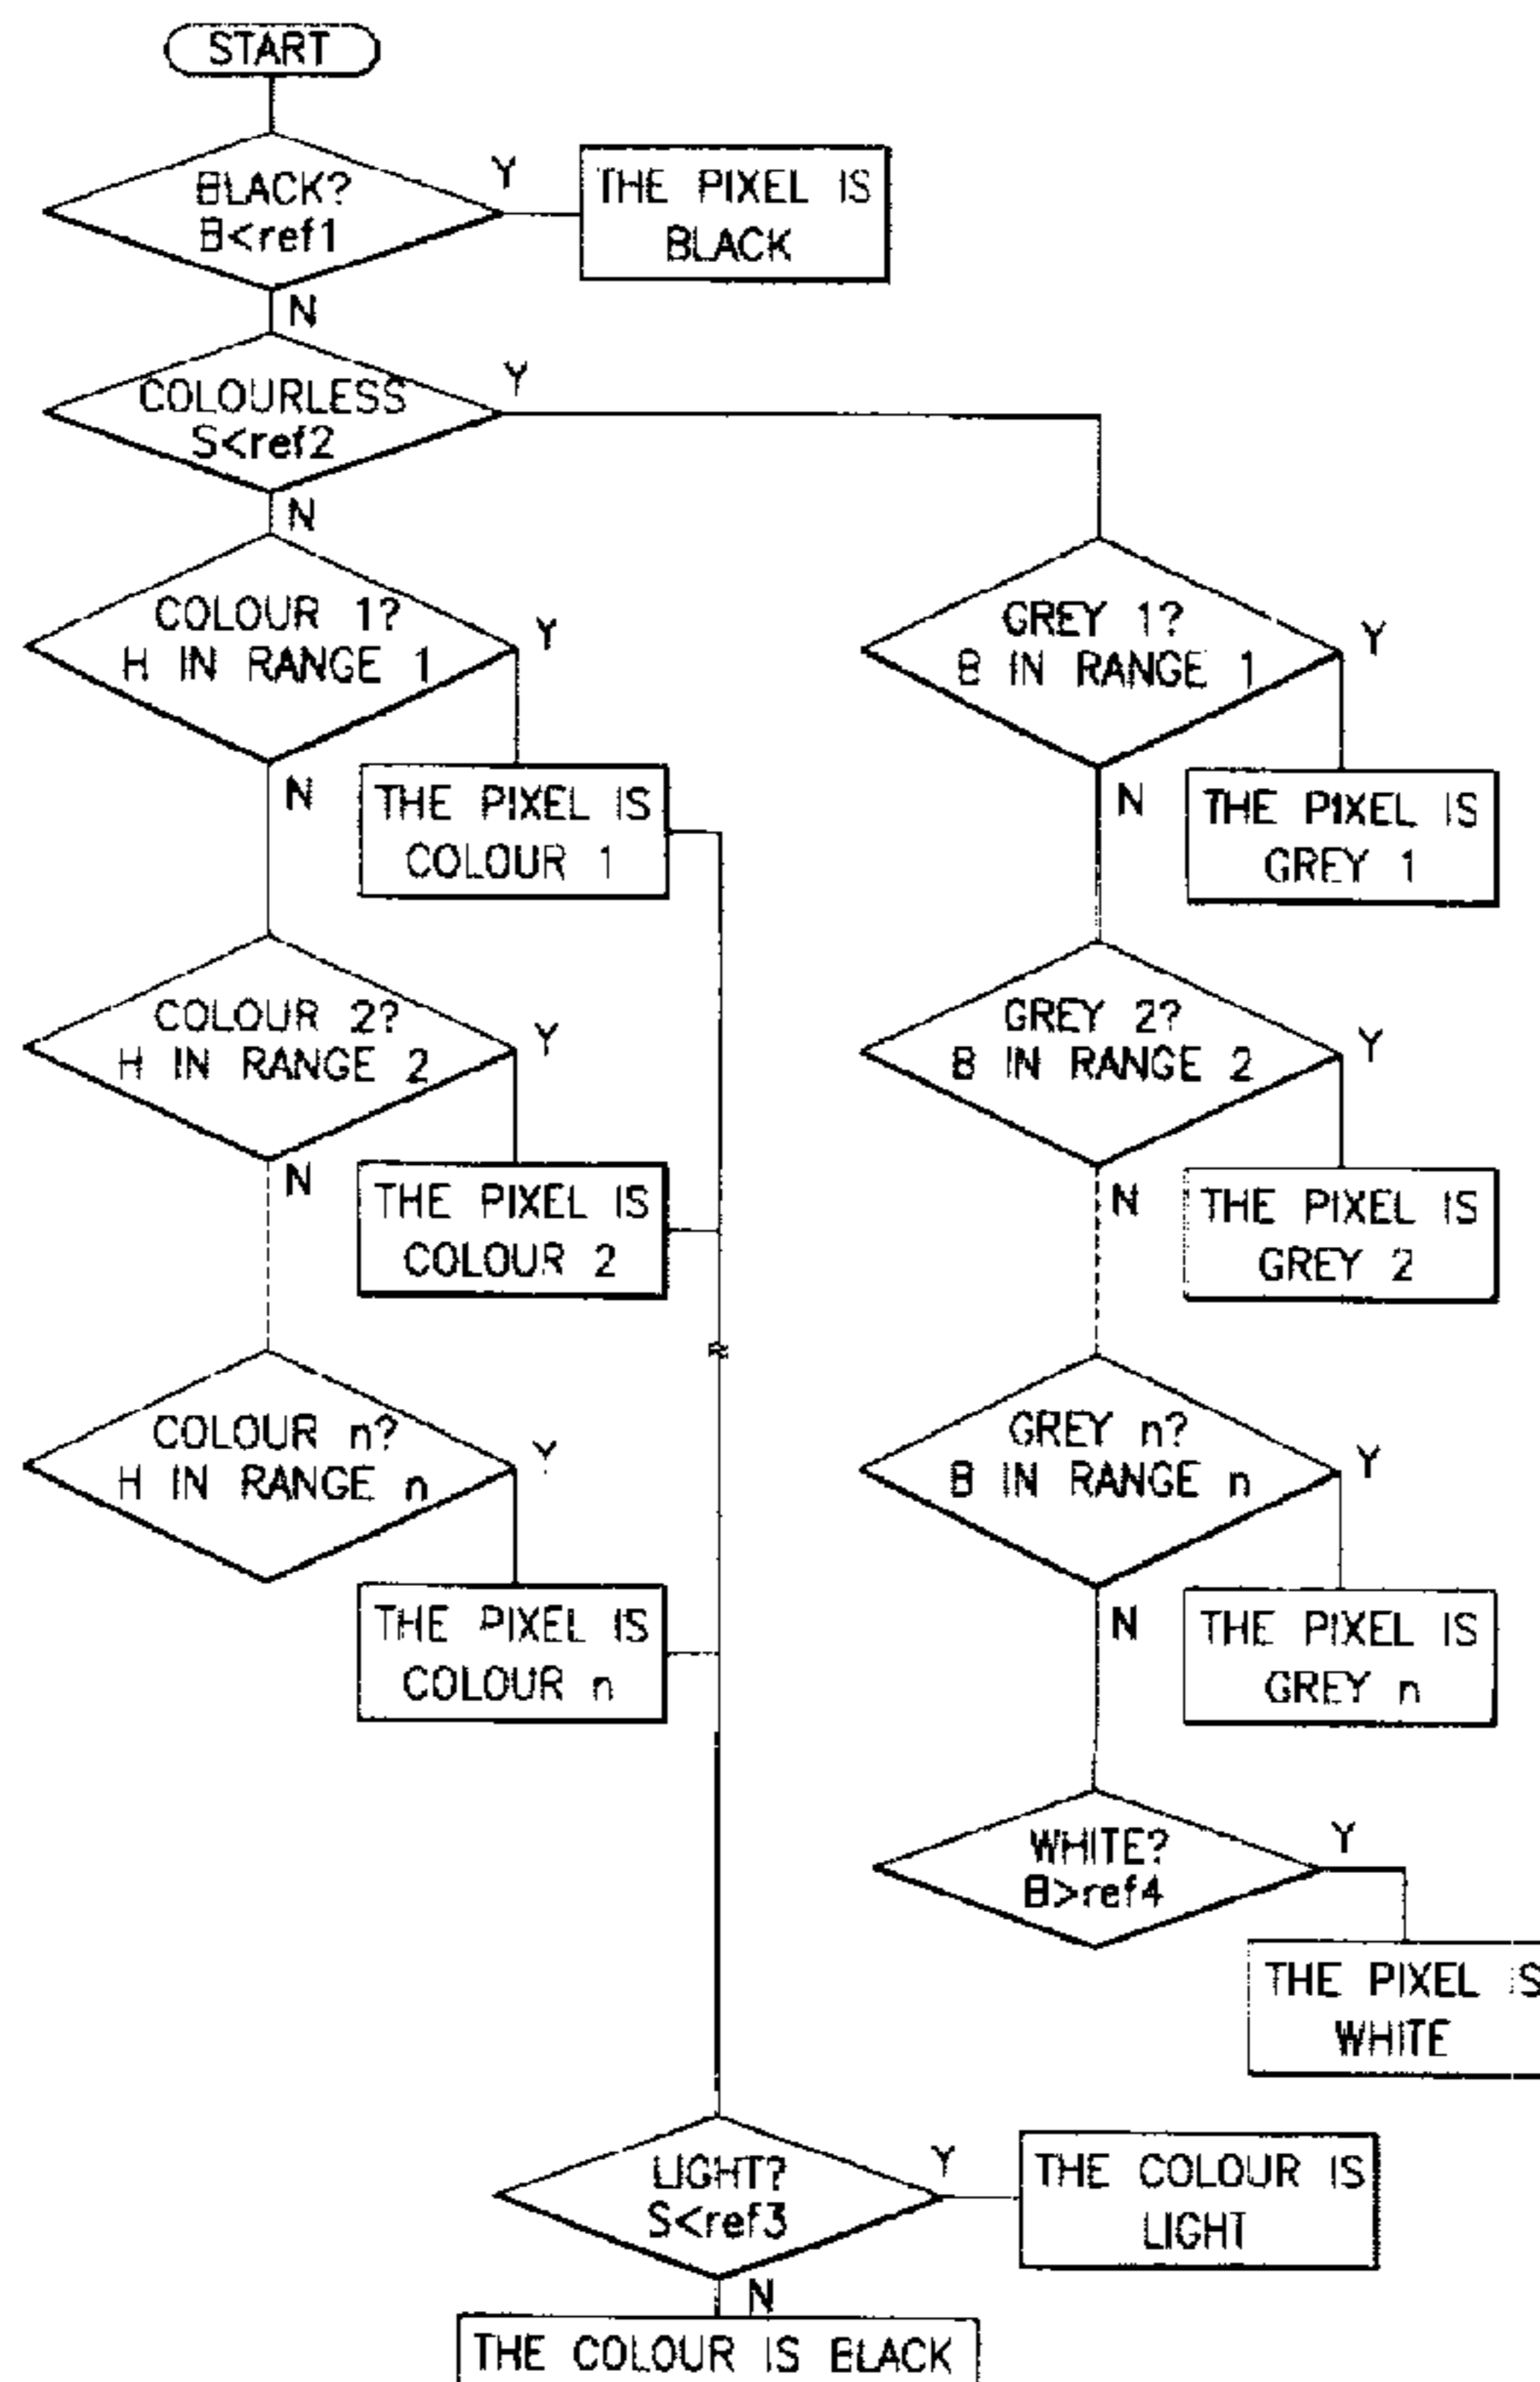 START
BLACK?
B<ref1
Y
THE PIXEL IS
BLACK
N
COLOURLESS
S<ref2
Y
N
COLOUR 1?
H IN RANGE 1
Y
GREY 1?
B IN RANGE 1
Y
N
THE PIXEL IS
COLOUR 1
N
THE PIXEL IS
GREY 1
COLOUR 2?
H IN RANGE 2
Y
GREY 2?
B IN RANGE 2
Y
N
THE PIXEL IS
COLOUR 2
N
THE PIXEL IS
GREY 2
COLOUR n?
H IN RANGE n
Y
GREY n?
B IN RANGE n
Y
THE PIXEL IS
COLOUR n
N
THE PIXEL IS
GREY n
WHITE?
B>ref4
Y
THE PIXEL IS
WHITE
LIGHT?
S<ref3
Y
THE COLOUR IS
LIGHT
N
THE COLOUR IS BLACK